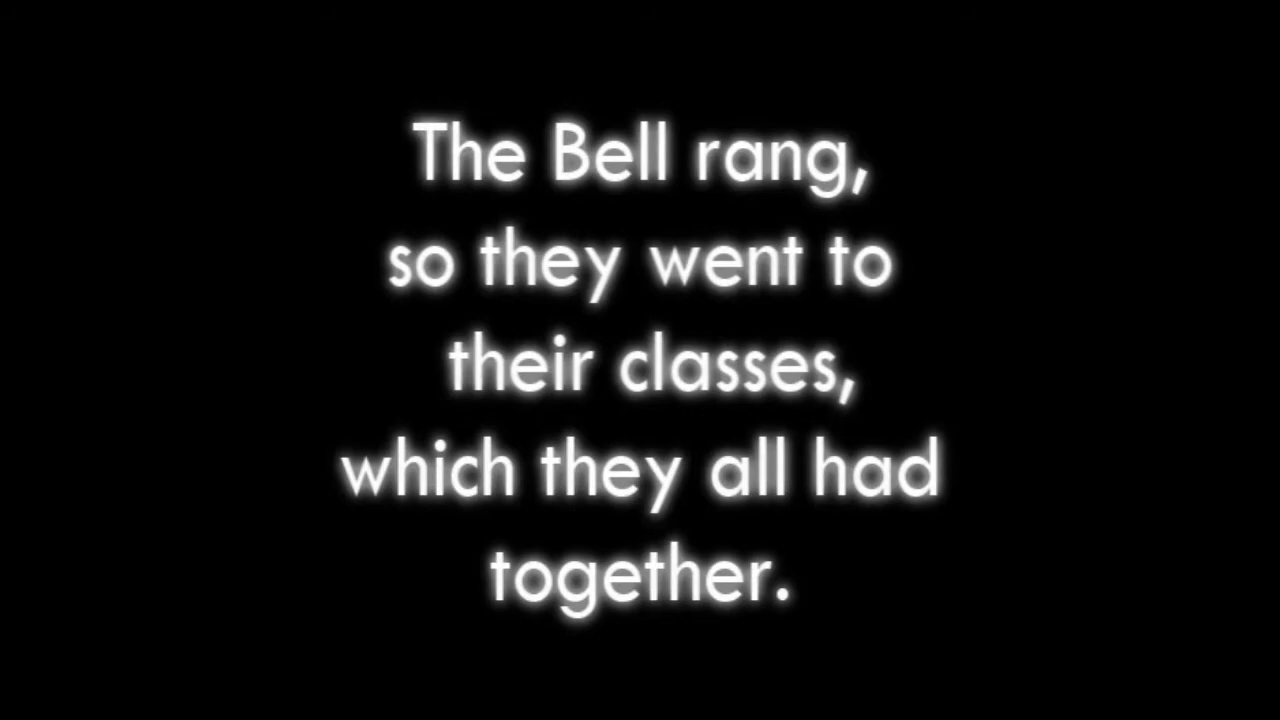 The Bell rang,
so they went to
their classes,
which they all had
together.